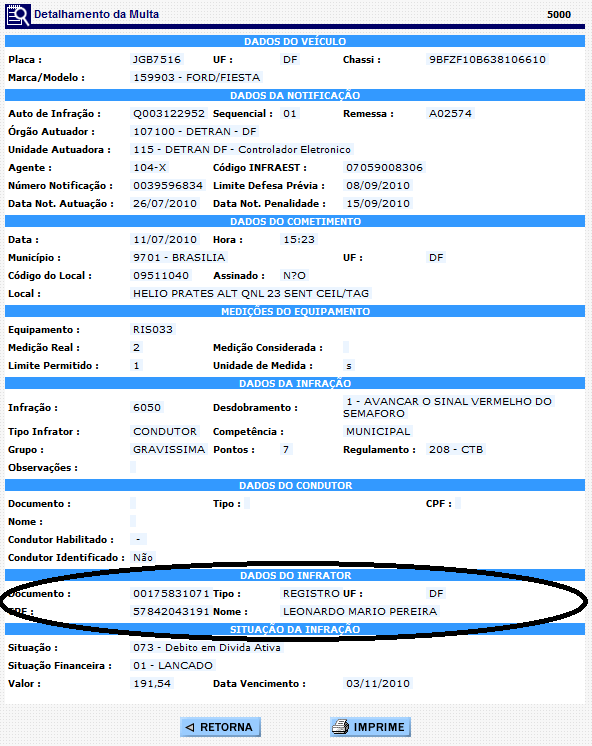 Detalhamento da Multa 5000
DADOS DO VEÍCULO
Placa : JGB7516 UF : DF Chassi : 9BFZF10B638106610
Marca/Modelo : 159903 - FORD/FIESTA
DADOS DA NOTIFICAÇÃO
Auto de Infração : Q003122952 Sequencial : 01 Remessa : A02574
Órgão Autuador : 107100 - DETRAN - DF
Unidade Autuadora : 115 - DETRAN DF - Controlador Eletronico
Agente : 104-X Código INFRAEST : 07059008306
Número Notificação : 0039596834 Limite Defesa Prévia : 08/09/2010
Data Not. Autuação : 26/07/2010 Data Not. Penalidade : 15/09/2010
DADOS DO COMETIMENTO
Data : 11/07/2010 Hora : 15:23
Município : 9701 - BRASILIA UF : DF
Código do Local : 09511040 Assinado : N?O
Local : HELIO PRATES ALT QNL 23 SENT CEIL/TAG
MEDIÇÕES DO EQUIPAMENTO
Equipamento : RIS033
Medição Real : 2 Medição Considerada :
Limite Permitido : 1 Unidade de Medida : s
DADOS DA INFRAÇÃO
Infração : 6050 Desdobramento : 1 - AVANCAR O SINAL VERMELHO DO
SEMAFORO
Tipo Infrator : CONDUTOR Competência : MUNICIPAL
Grupo : GRAVISSIMA Pontos : 7 Regulamento : 208 - CTB
Observações :
DADOS DO CONDUTOR
Documento : Tipo : CPF :
Nome :
Condutor Habilitado : -
Condutor Identificado : Não
DADOS DO INFRATOR
Documento : 00175831071 Tipo : REGISTRO UF : DF
CPF : 57842043191 Nome : LEONARDO MARIO PEREIRA
SITUAÇÃO DA INFRAÇÃO
Situação : 073 - Debito em Divida Ativa
Situação Financeira : 01 - LANCADO
Valor : 191,54 Data Vencimento : 03/11/2010
RETORNA IMPRIME